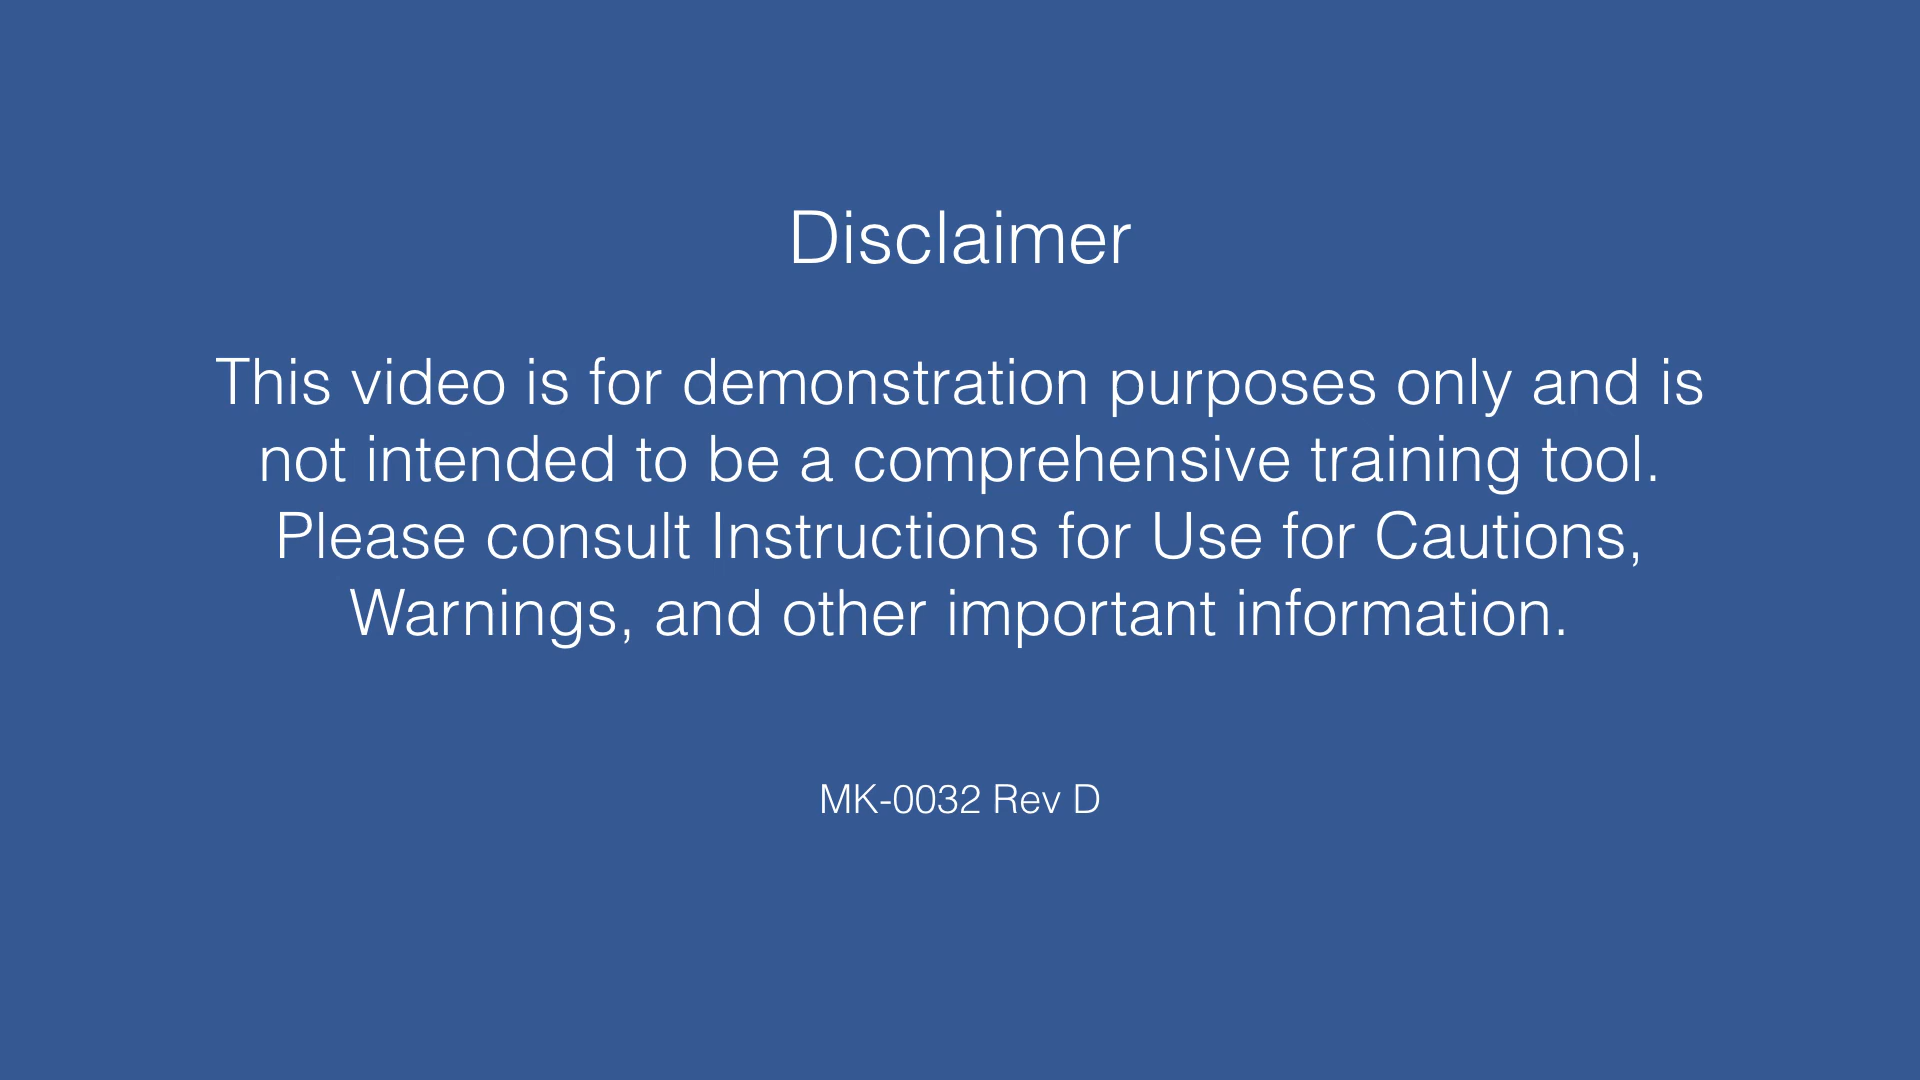 Disclaimer
This video is for demonstration purposes only and is
not intended to be a comprehensive training tool.
Please consult Instructions for Use for Cautions,
Warnings, and other important information.
MK-0032 Rev D